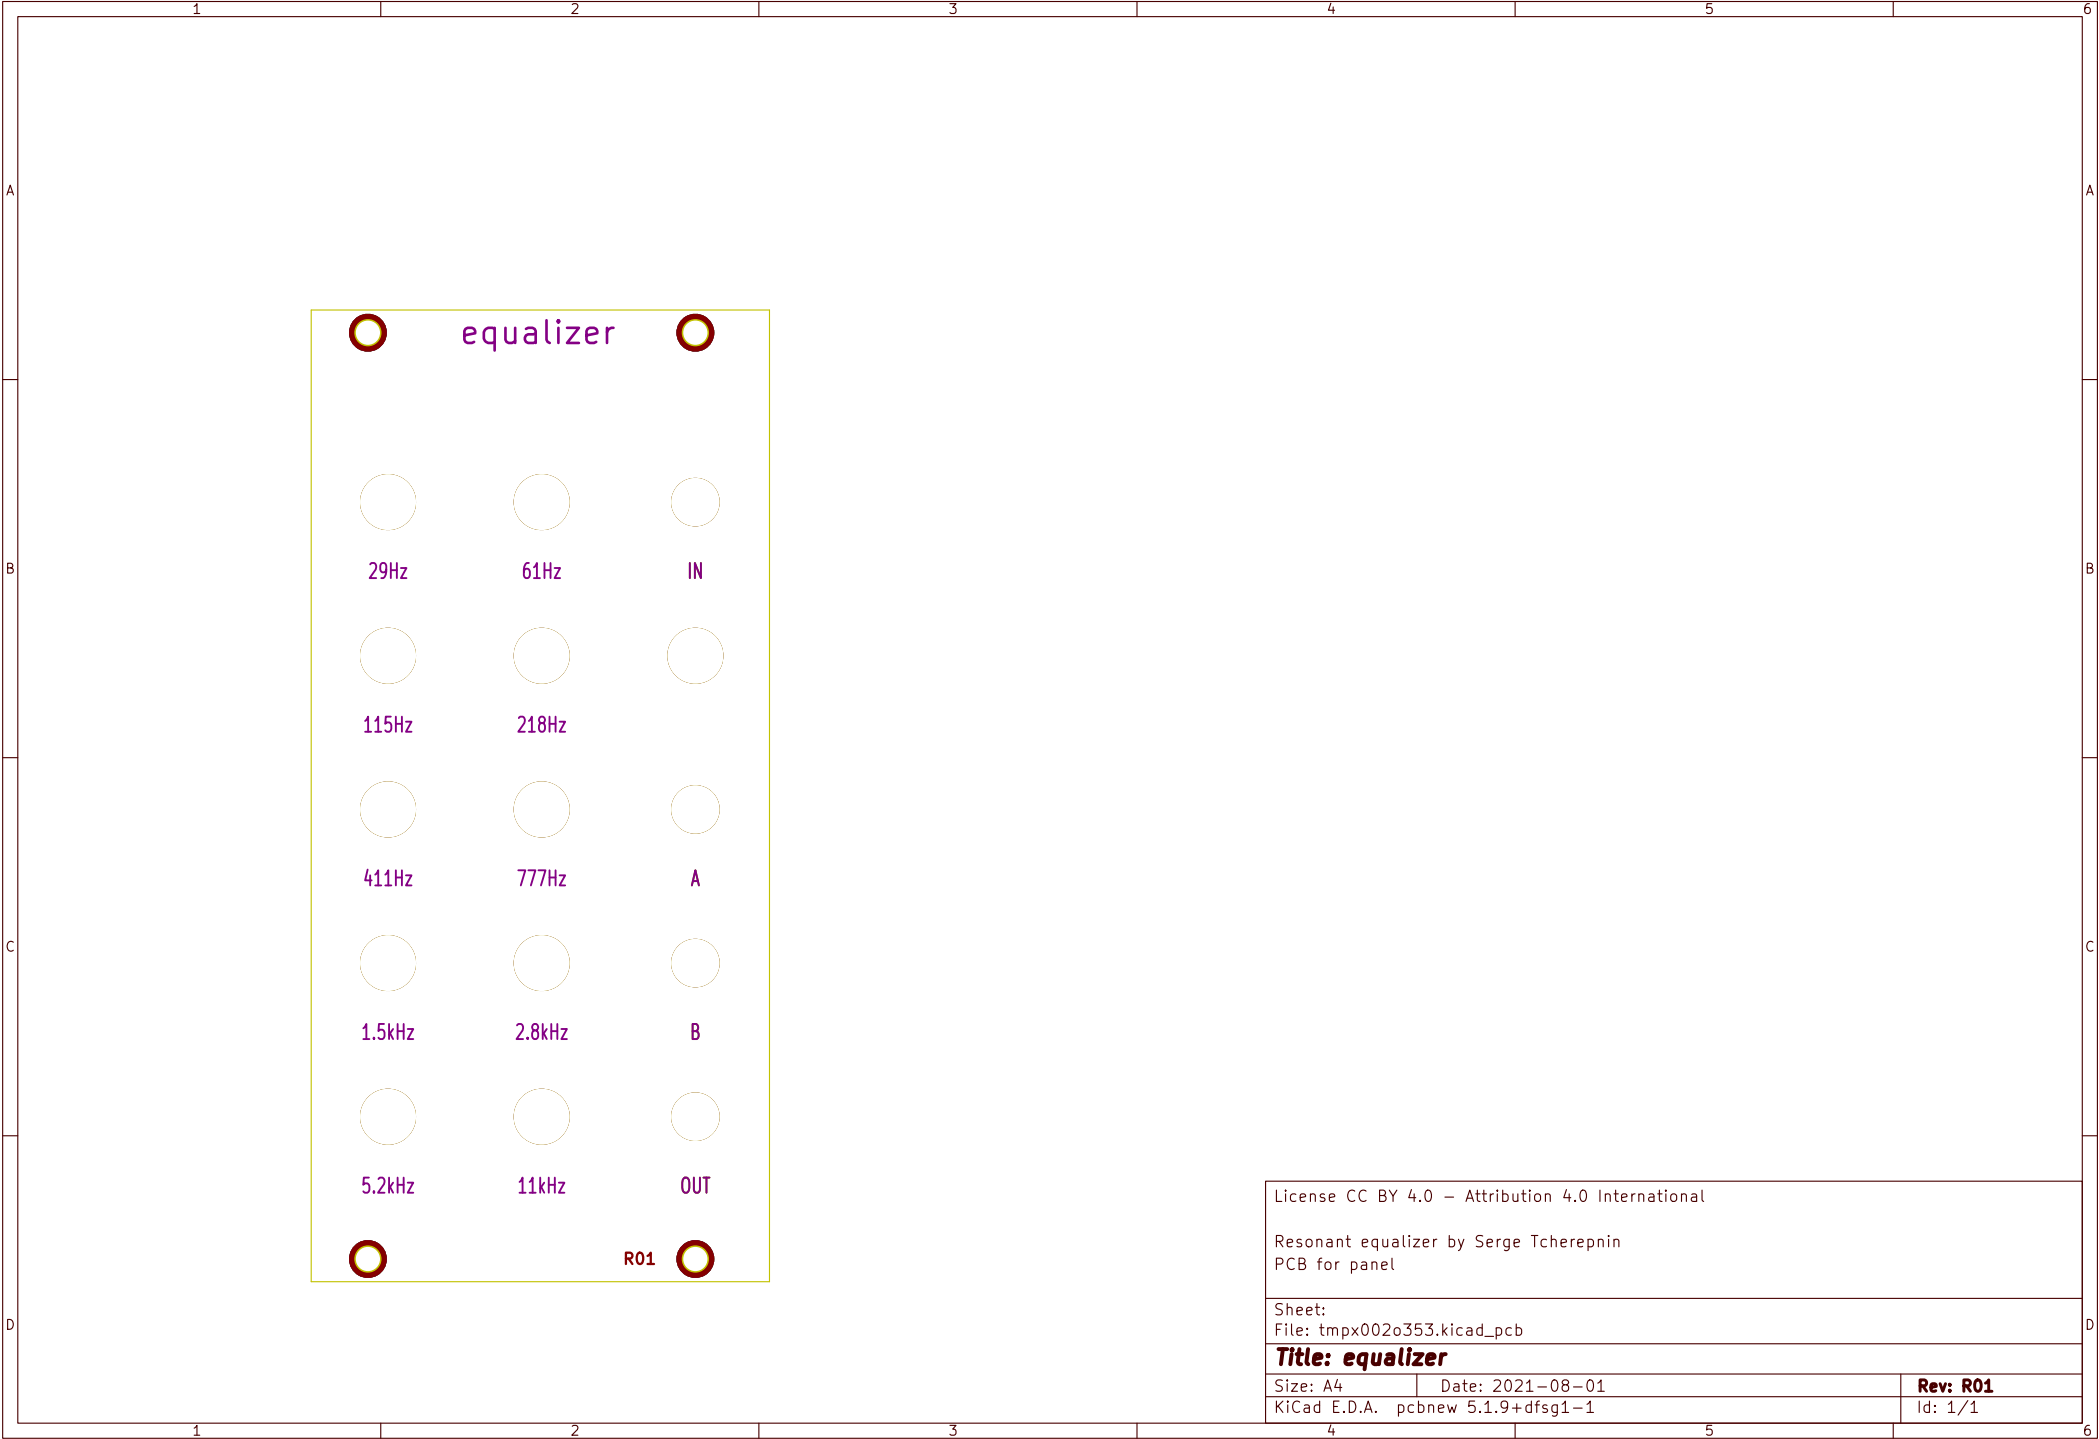 1 2 3 4 5 6
A A
equalizer
29Hz 61Hz IN
B B
115Hz 218Hz
411Hz 777Hz A
C C
1.5kHz 2.8kHz B
5.2kHz 11kHz OUT
R01
License CC BY 4.0 - Attribution 4.0 International
Resonant equalizer by Serge Tcherepnin
PCB for panel
Sheet:
File: tmpx002o353.kicad_pcb
D D
Title: equalizer
Size: A4 Date: 2021-08-01 Rev: R01
KiCad E.D.A. pcbnew 5.1.9+dfsg1-1 Id: 1/1
1 2 3 4 5 6